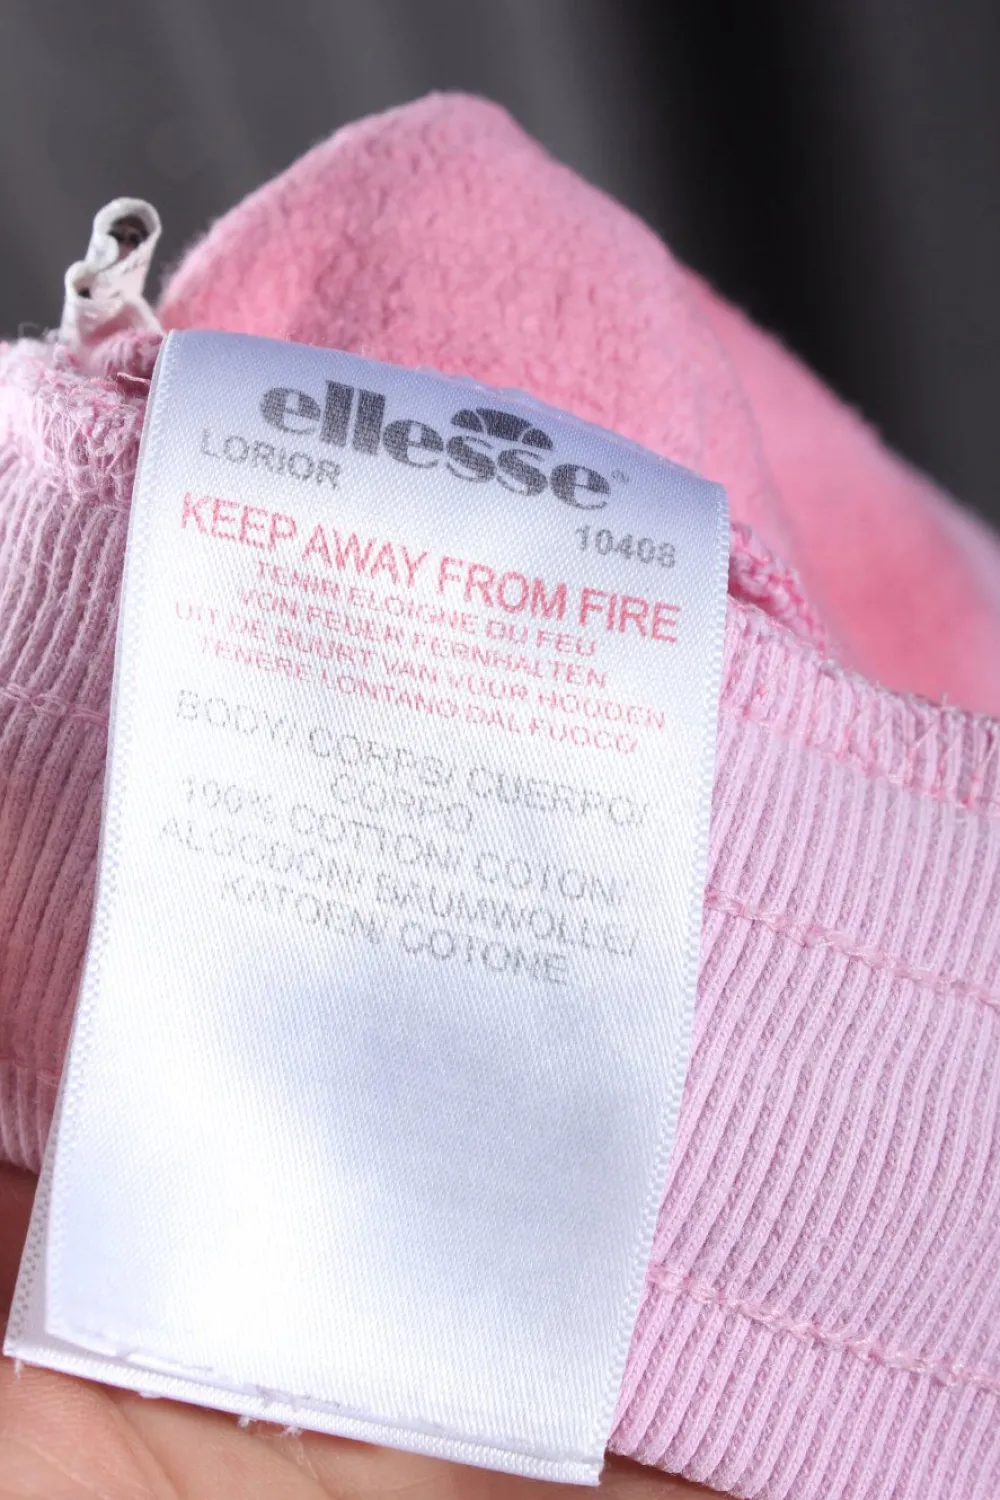 ellesse®
LORIOR
10408
KEEP AWAY FROM FIRE
TENIR ELOIGNE DU FEU
VON FEUER FERNHALTEN
UIT DE BUURT VAN VUUR HOUDEN
TENERE LONTANO DAL FUOCO
BODY/ CORPS/ CUERPO/
CORPO
100% COTTON/ COTON/
ALGODÓN/ BAUMWOLLE/
KATOEN/ COTONE